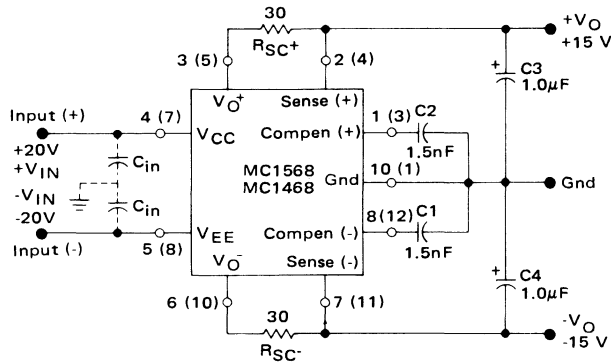 30
RSC+
+VO
+15 V
3 (5)
2 (4)
+
C3
1.0µF
VO+
Sense (+)
Input (+)
4 (7)
1 (3)
C2
+20V
+VIN
Cin
VCC
Compen (+)
1.5nF
MC1568
MC1468
Gnd
10 (1)
Gnd
-VIN
-20V
Cin
8(12)
C1
VEE
Compen (-)
1.5nF
Input (-)
5 (8)
VO-
Sense (-)
+
C4
1.0µF
6 (10)
30
7 (11)
RSC-
-VO
-15 V